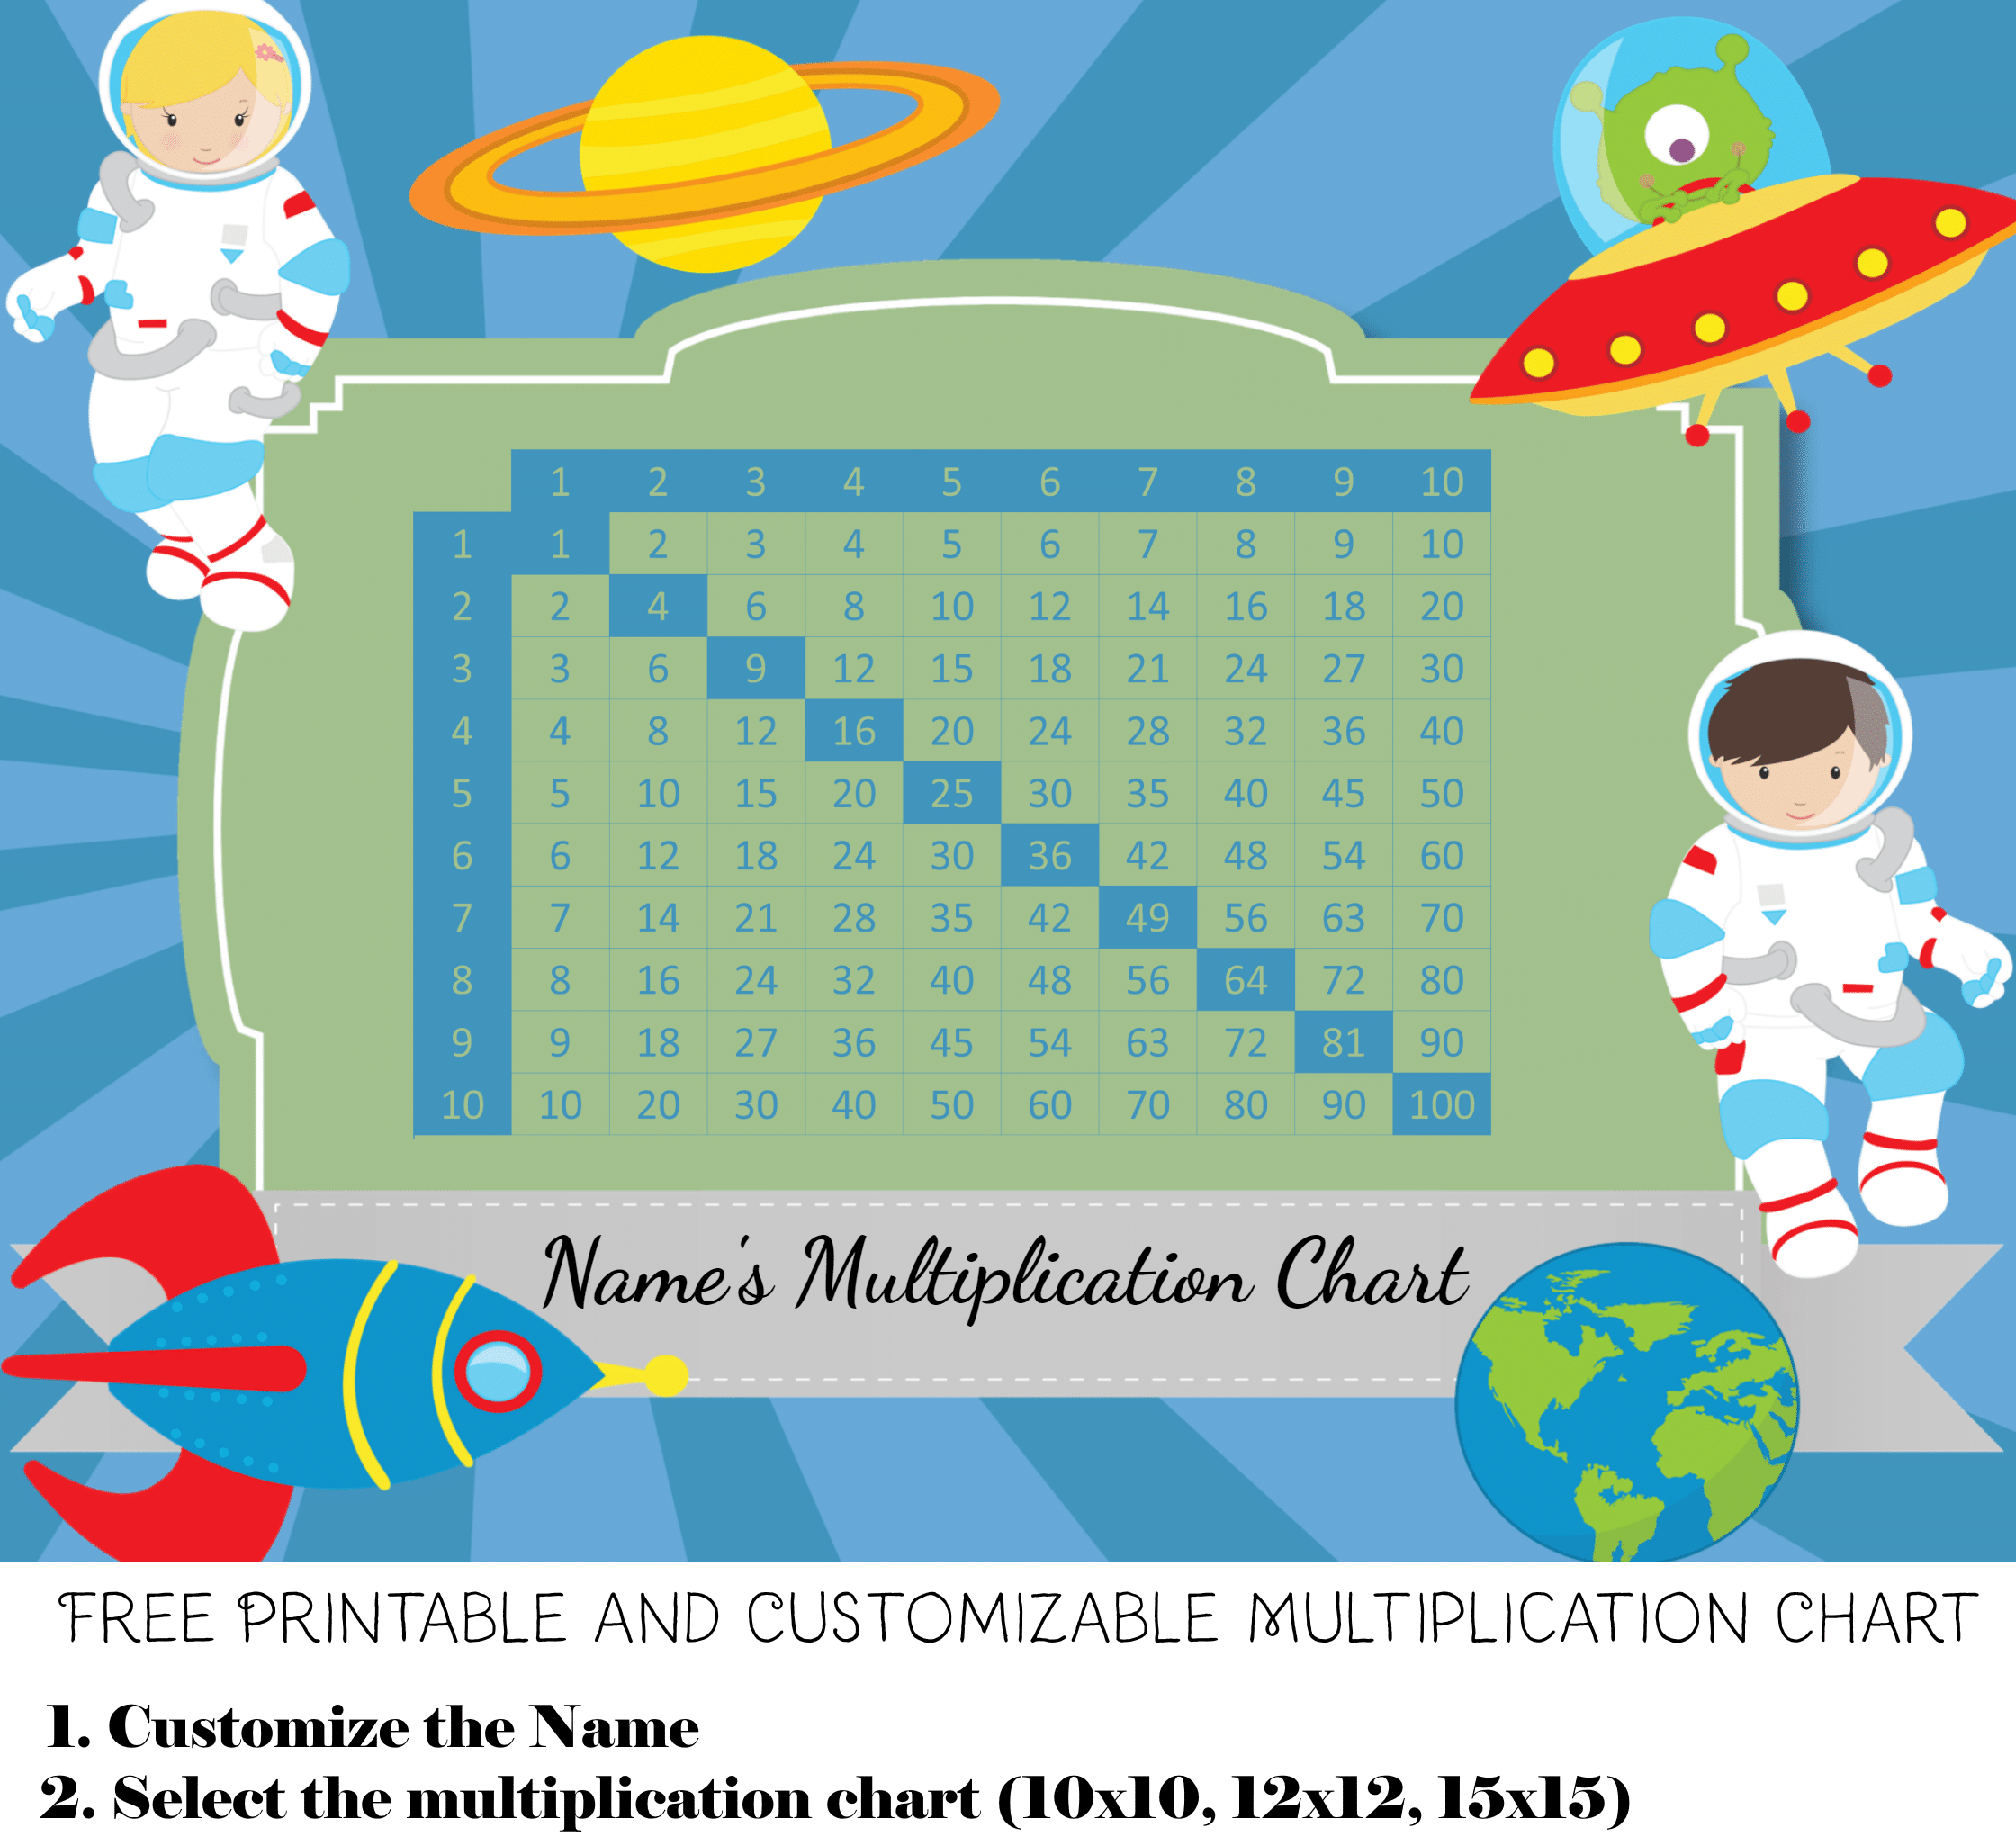 1 2 3 4 5 6 7 8 9 10
1 1 2 3 4 5 6 7 8 9 10
2 2 4 6 8 10 12 14 16 18 20
3 3 6 9 12 15 18 21 24 27 30
4 4 8 12 16 20 24 28 32 36 40
5 5 10 15 20 25 30 35 40 45 50
6 6 12 18 24 30 36 42 48 54 60
7 7 14 21 28 35 42 49 56 63 70
8 8 16 24 32 40 48 56 64 72 80
9 9 18 27 36 45 54 63 72 81 90
10 10 20 30 40 50 60 70 80 90 100
Name's Multiplication Chart
FREE PRINTABLE AND CUSTOMIZABLE MULTIPLICATION CHART
1. Customize the Name
2. Select the multiplication chart (10x10, 12x12, 15x15)